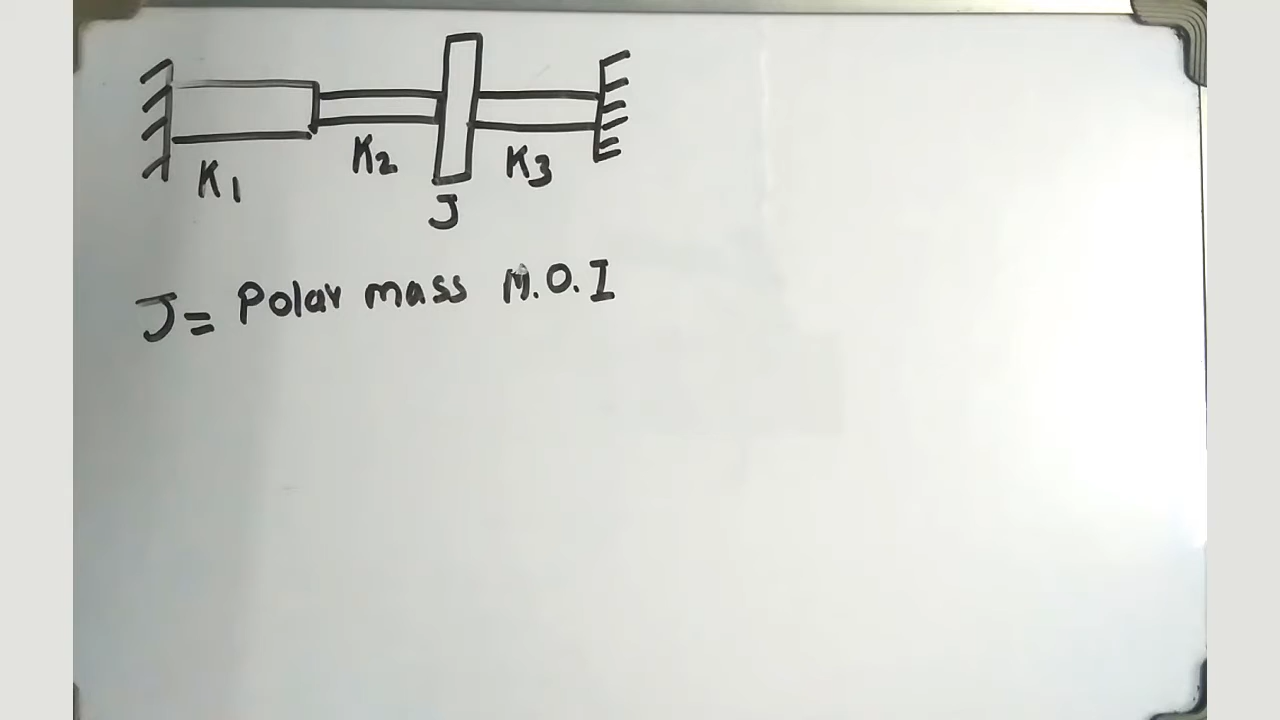 K1 K2 K3
J
J = Polar mass M.O.I